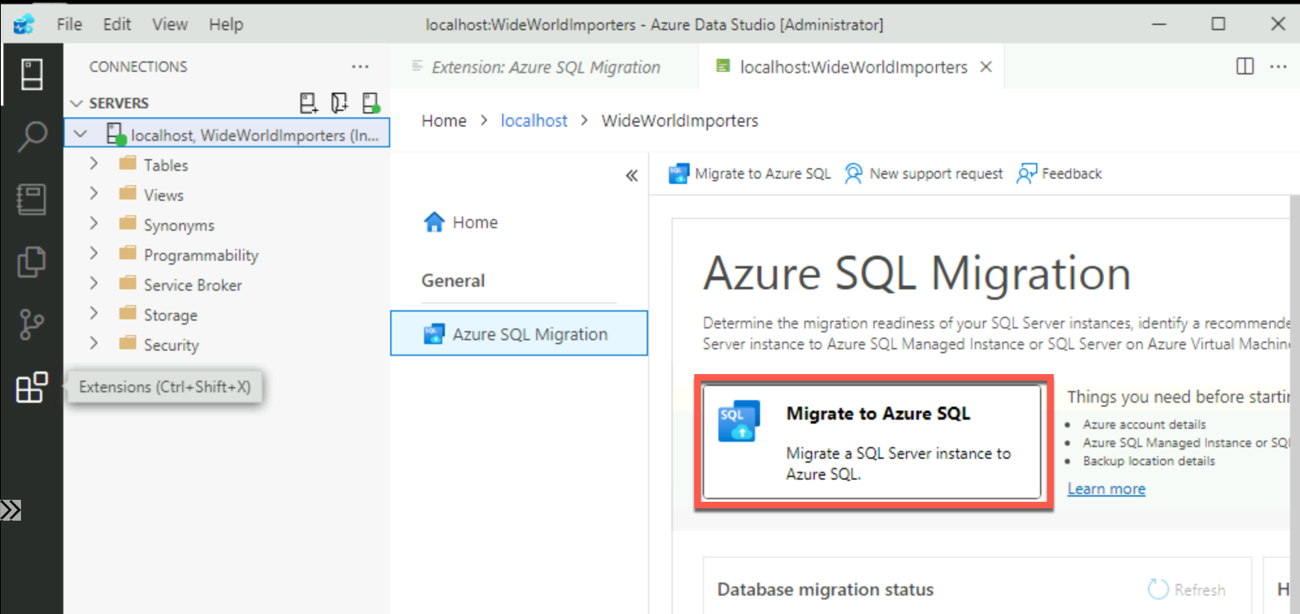 File Edit View Help
localhost:WideWorldImporters - Azure Data Studio [Administrator]
CONNECTIONS
SERVERS
localhost, WideWorldImporters (In...
Tables
Views
Synonyms
Programmability
Service Broker
Storage
Security
Extensions (Ctrl+Shift+X)
Extension: Azure SQL Migration
localhost:WideWorldImporters
Home > localhost > WideWorldImporters
Home
General
Azure SQL Migration
Migrate to Azure SQL New support request Feedback
Azure SQL Migration
Determine the migration readiness of your SQL Server instances, identify a recommende
Server instance to Azure SQL Managed Instance or SQL Server on Azure Virtual Machin
SQL
Migrate to Azure SQL
Migrate a SQL Server instance to
Azure SQL.
Things you need before startin
• Azure account details
• Azure SQL Managed Instance or SQL
• Backup location details
Learn more
Database migration status
Refresh
H